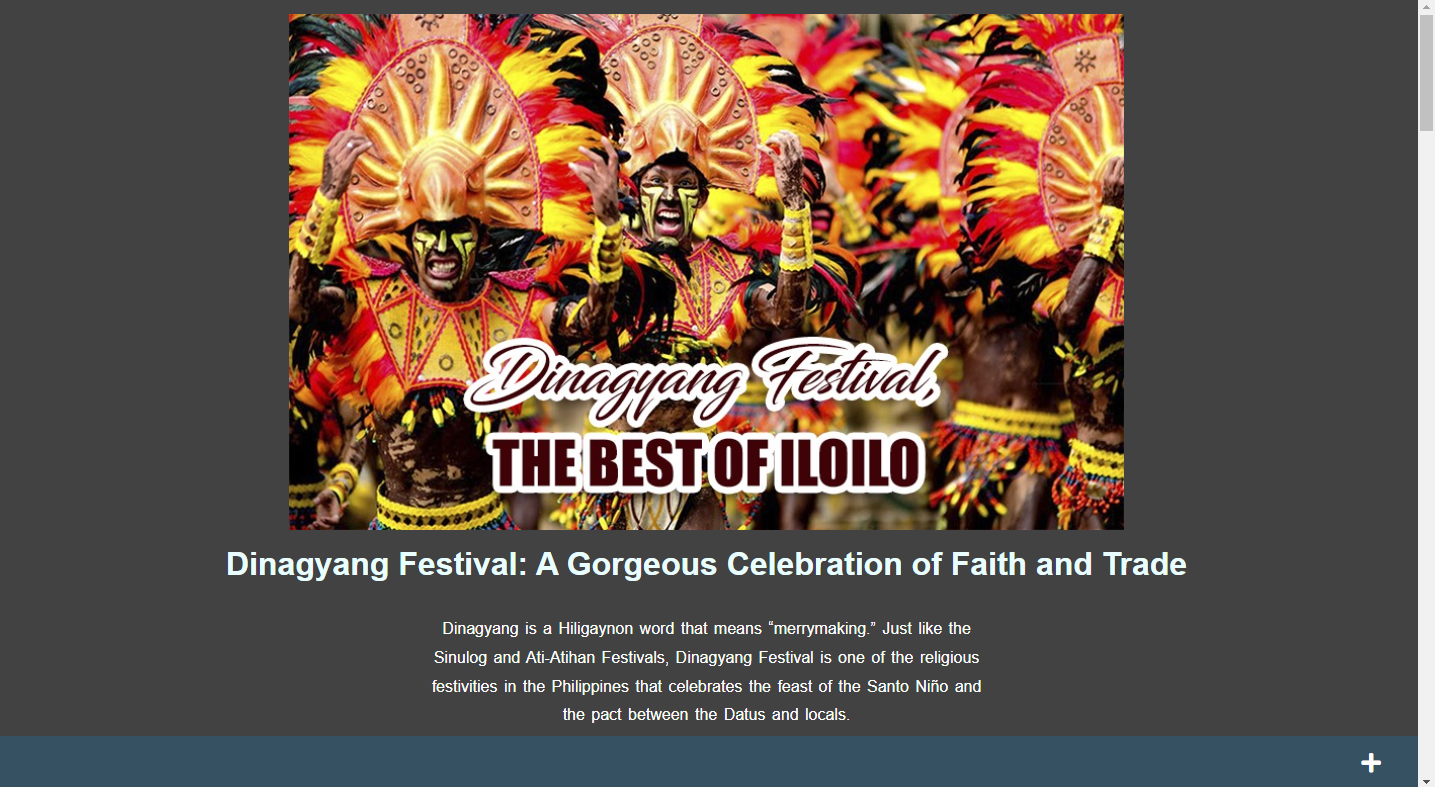 Dinagyang Festival,
THE BEST OF ILOILO
Dinagyang Festival: A Gorgeous Celebration of Faith and Trade
Dinagyang is a Hiligaynon word that means “merrymaking.” Just like the
Sinulog and Ati-Atihan Festivals, Dinagyang Festival is one of the religious
festivities in the Philippines that celebrates the feast of the Santo Niño and
the pact between the Datus and locals.